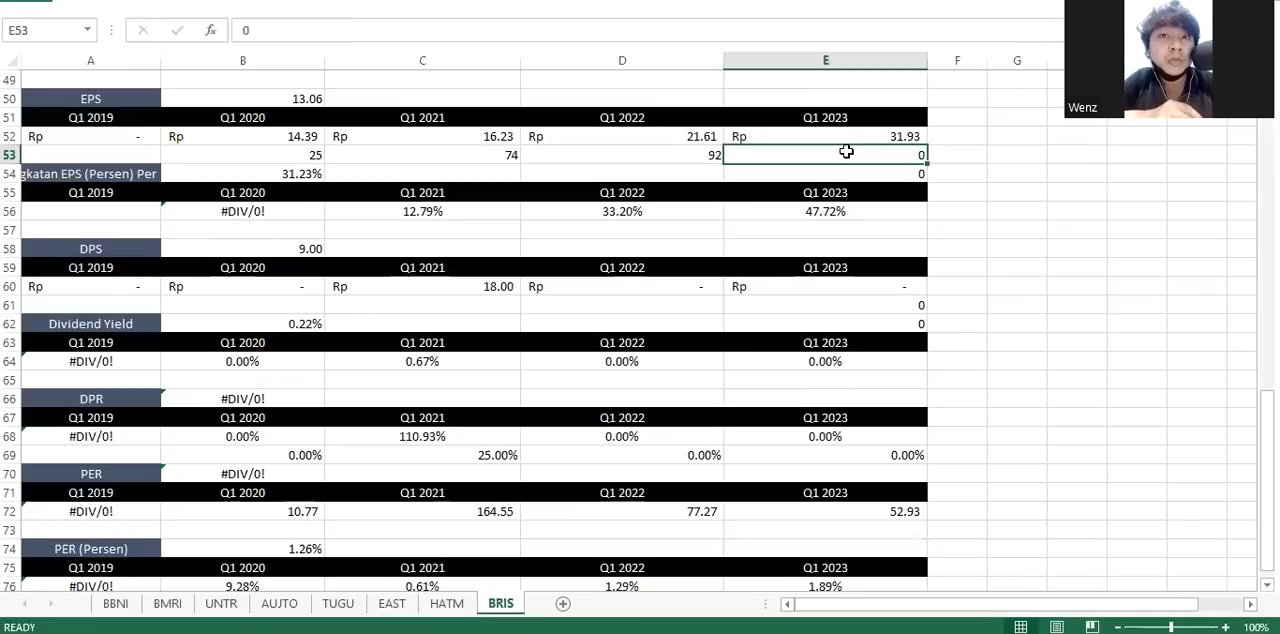 E53 fx 0
A B C D E F G
Wenz
49
50 EPS 13.06
51 Q1 2019 Q1 2020 Q1 2021 Q1 2022 Q1 2023
52 Rp - Rp 14.39 Rp 16.23 Rp 21.61 Rp 31.93
53 25 74 92 0
54 gkatan EPS (Persen) Per 31.23% 0
55 Q1 2019 Q1 2020 Q1 2021 Q1 2022 Q1 2023
56 #DIV/0! 12.79% 33.20% 47.72%
57
58 DPS 9.00
59 Q1 2019 Q1 2020 Q1 2021 Q1 2022 Q1 2023
60 Rp - Rp - Rp 18.00 Rp - Rp -
61 0
62 Dividend Yield 0.22% 0
63 Q1 2019 Q1 2020 Q1 2021 Q1 2022 Q1 2023
64 #DIV/0! 0.00% 0.67% 0.00% 0.00%
65
66 DPR #DIV/0!
67 Q1 2019 Q1 2020 Q1 2021 Q1 2022 Q1 2023
68 #DIV/0! 0.00% 110.93% 0.00% 0.00%
69 0.00% 25.00% 0.00% 0.00%
70 PER #DIV/0!
71 Q1 2019 Q1 2020 Q1 2021 Q1 2022 Q1 2023
72 #DIV/0! 10.77 164.55 77.27 52.93
73
74 PER (Persen) 1.26%
75 Q1 2019 Q1 2020 Q1 2021 Q1 2022 Q1 2023
76 #DIV/0! 9.28% 0.61% 1.29% 1.89%
BBNI BMRI UNTR AUJTO TUGU EAST HATM BRIS
READY 100%